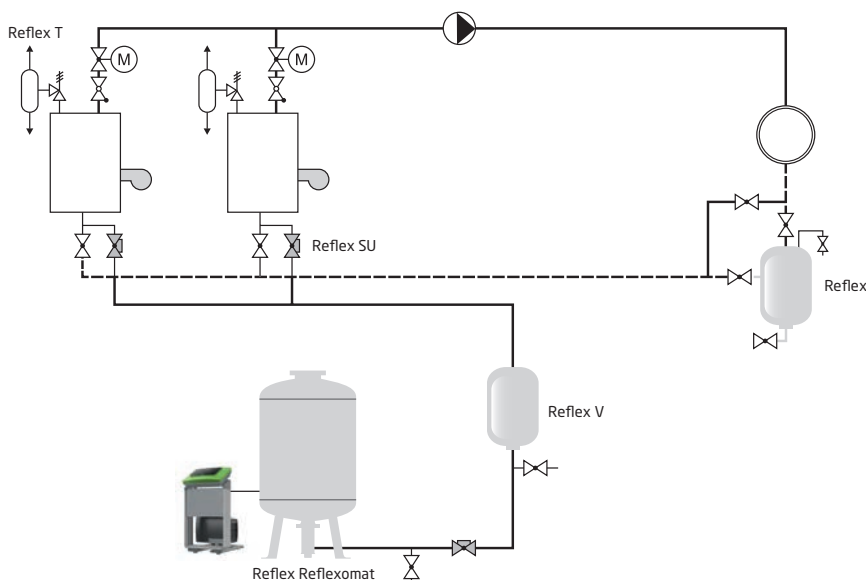 Reflex T
M
M
Reflex SU
Reflex
Reflex V
Reflex Reflexomat